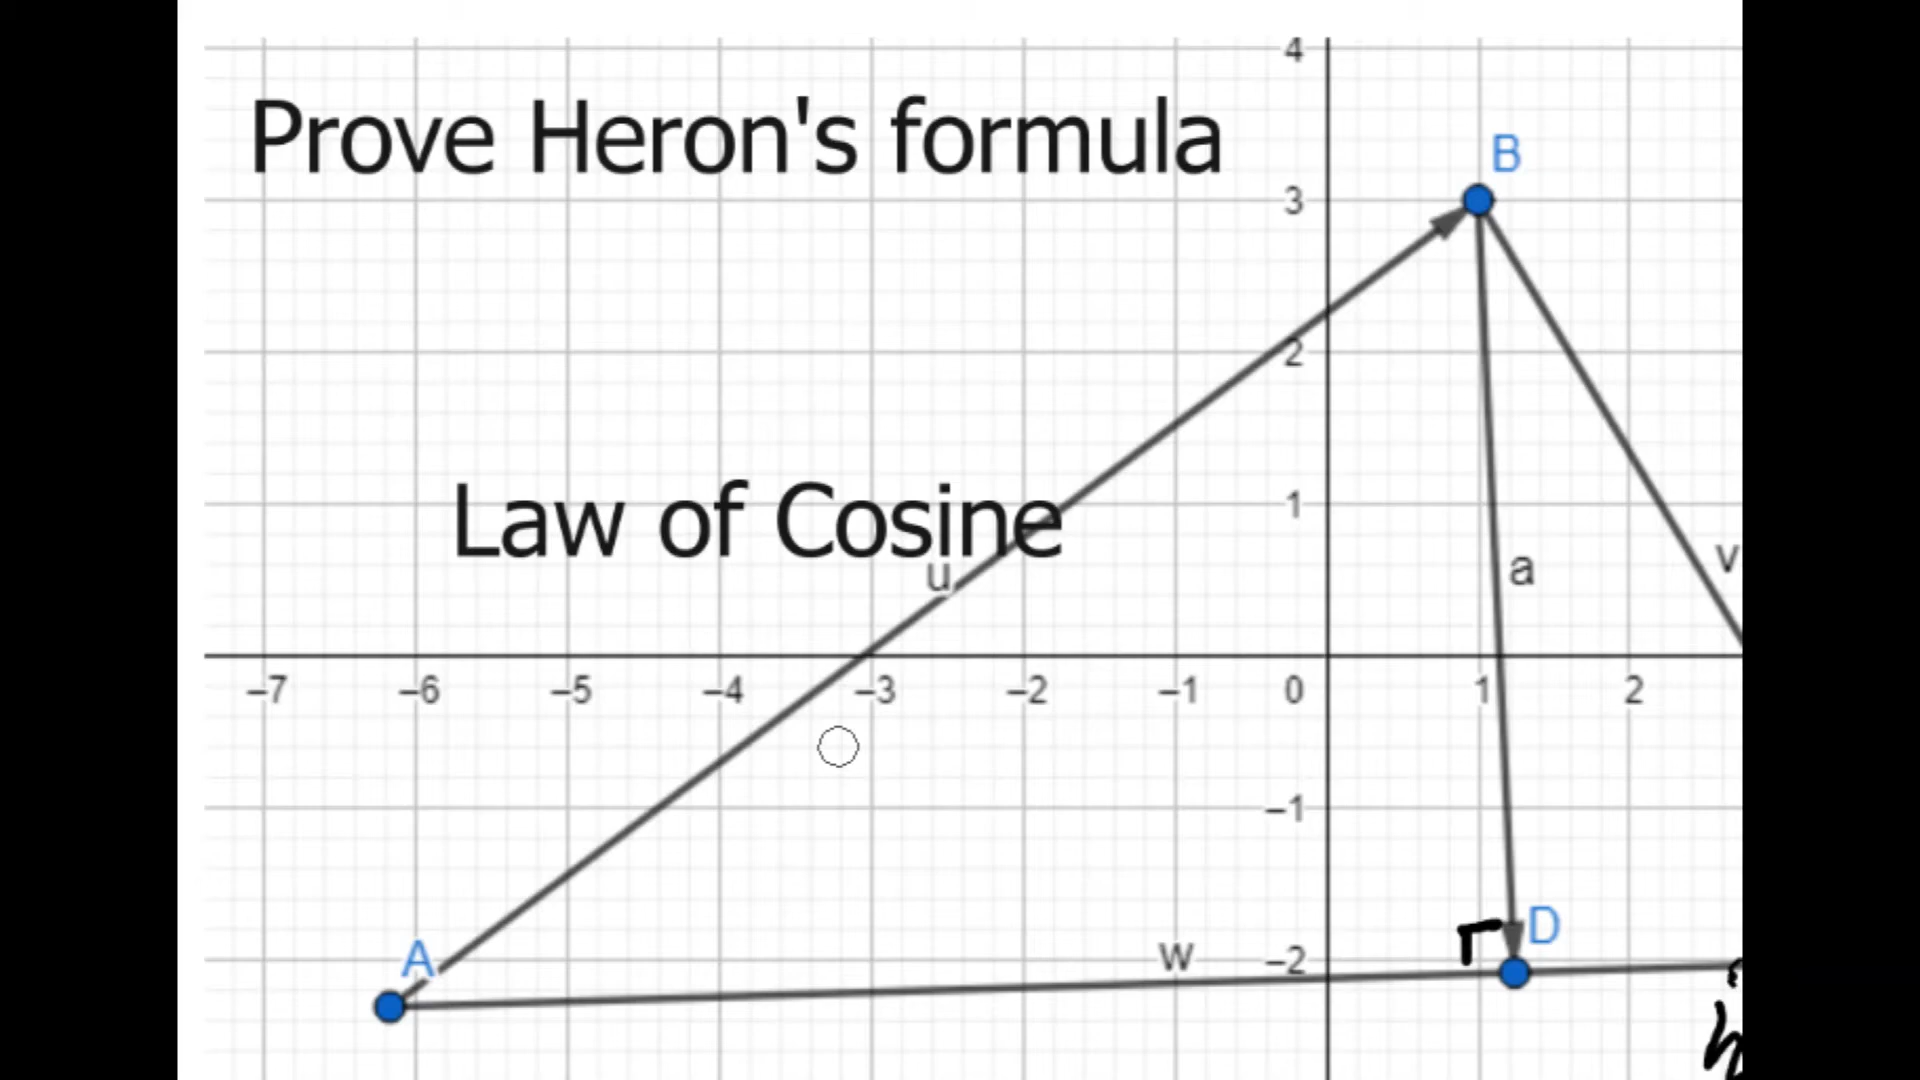 4
Prove Heron's formula
B
3
2
Law of Cosine
1
u
a
v
−7 −6 −5 −4 −3 −2 −1 0 1 2
−1
D
A
w
−2